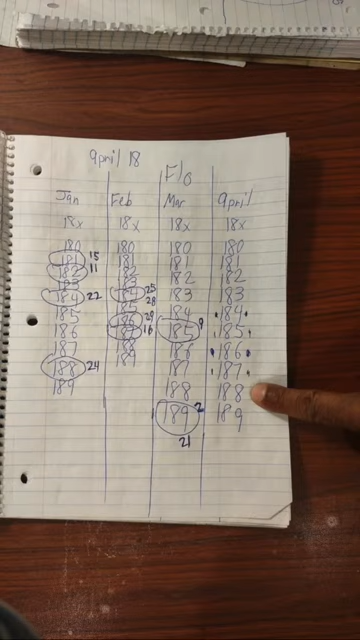 April 18
Flo
Jan Feb Mar April
18x 18x 18x 18x
180 180 180 180
181 15 181 181 181
182 11 182 182 182
183 183 183 183
184 22 184 25 184 .184.
185 185 28 185 9 .185.
186 186 29 186 .186.
187 187 16 187 .187.
188 24 188 188 188
189 189 189 2 189
21